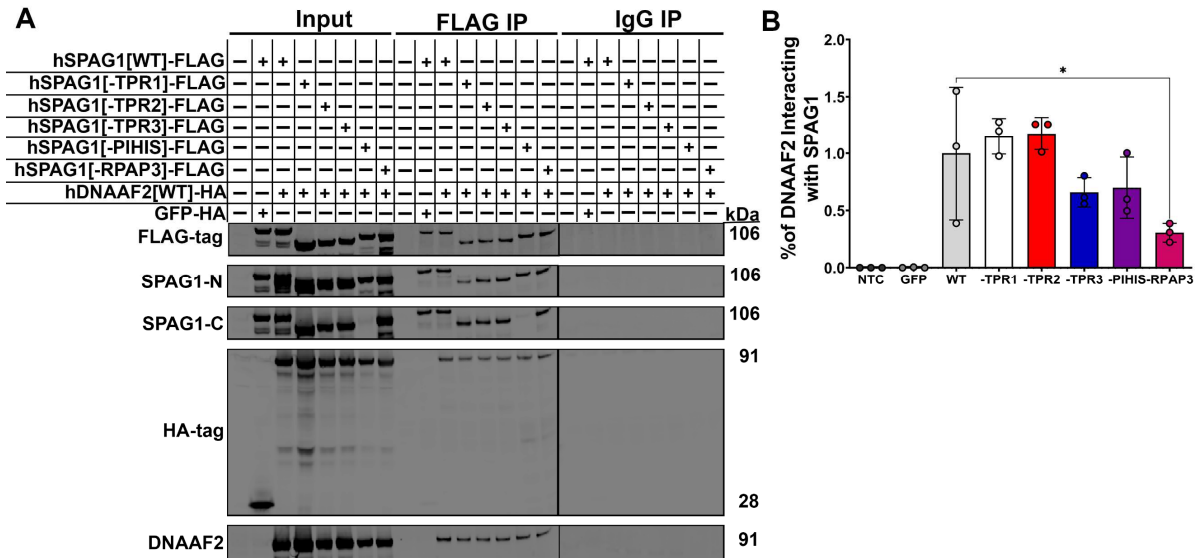 A
Input FLAG IP IgG IP
hSPAG1[WT]-FLAG − + + − − − − − − + + − − − − − − + + − − − − −
hSPAG1[-TPR1]-FLAG − − − + − − − − − − − + − − − − − − − + − − − −
hSPAG1[-TPR2]-FLAG − − − − + − − − − − − − + − − − − − − − + − − −
hSPAG1[-TPR3]-FLAG − − − − − + − − − − − − − + − − − − − − − + − −
hSPAG1[-PIHIS]-FLAG − − − − − − + − − − − − − − + − − − − − − − + −
hSPAG1[-RPAP3]-FLAG − − − − − − − + − − − − − − − + − − − − − − − +
hDNAAF2[WT]-HA − − + + + + + + − − + + + + + + − − + + + + + +
GFP-HA − + − − − − − − − + − − − − − − − + − − − − − −
kDa
FLAG-tag 106
SPAG1-N 106
SPAG1-C 106
91
HA-tag
28
DNAAF2 91
B
%of DNAAF2 Interacting
with SPAG1
2.0
1.5
1.0
0.5
0.0
*
NTC GFP WT -TPR1 -TPR2 -TPR3 -PIHIS -RPAP3